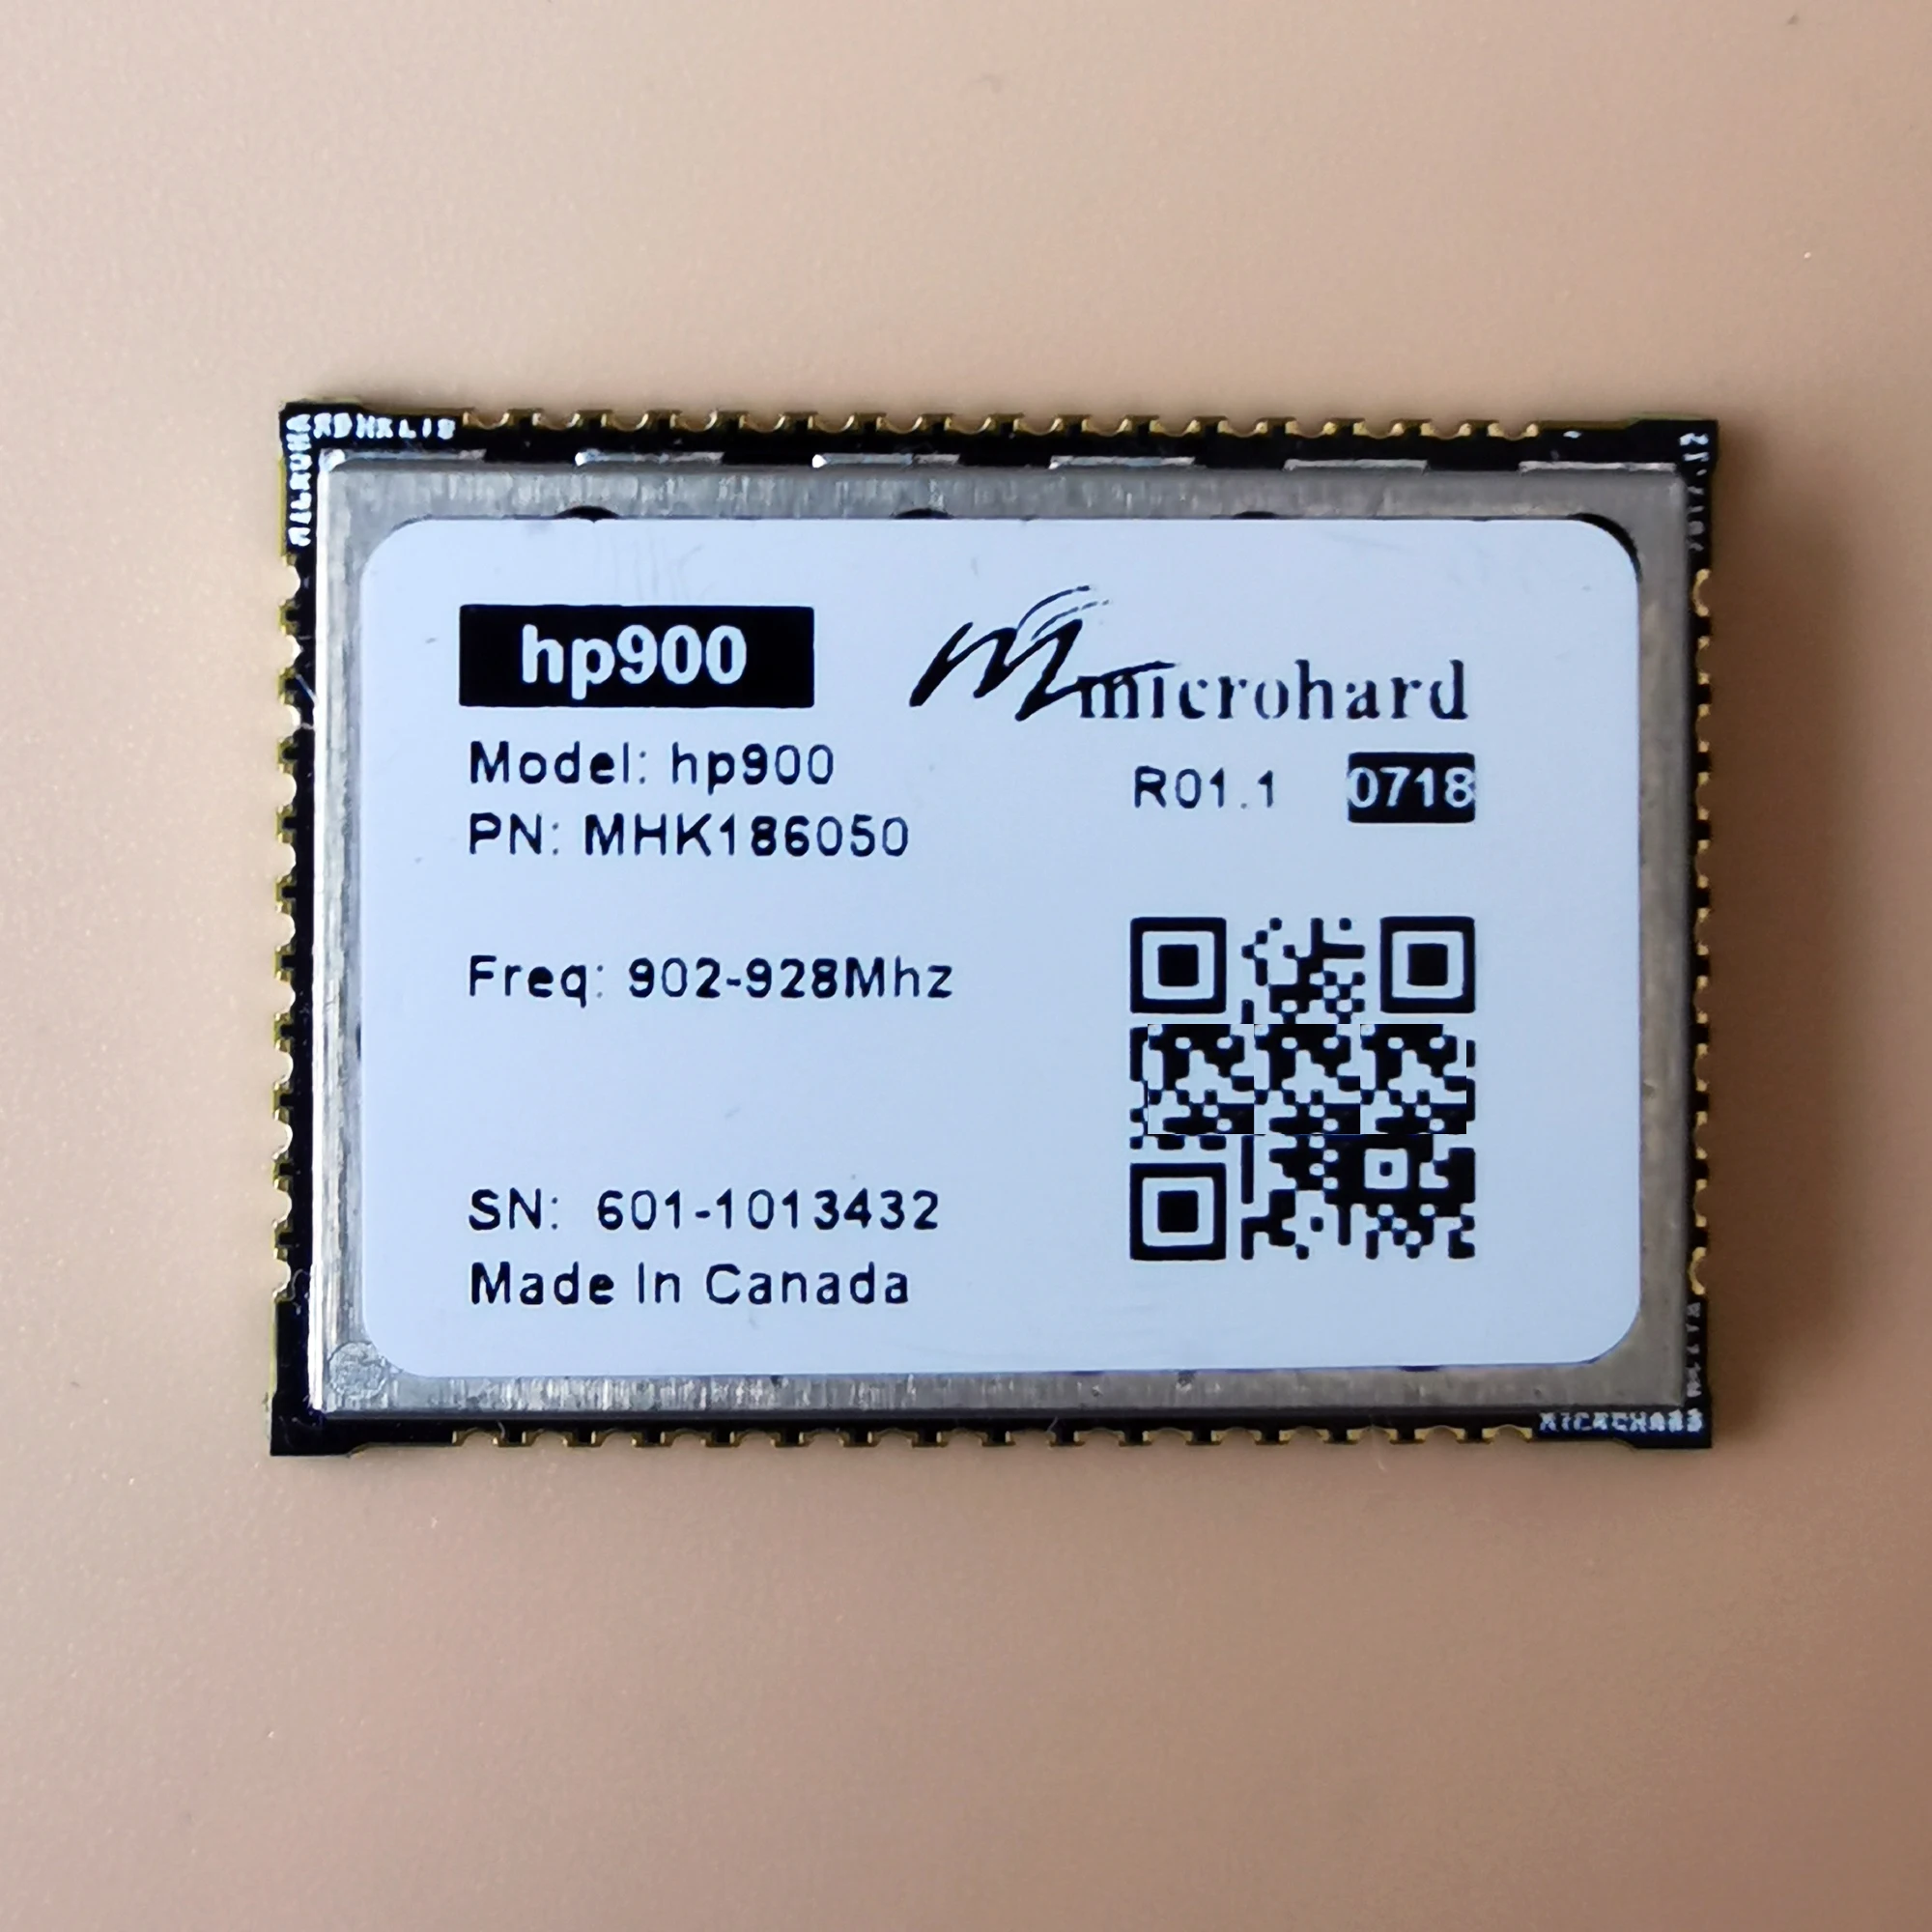 hp900
microhard
Model: hp900
R01.1 0718
PN: MHK186050
Freq: 902-928Mhz
SN: 601-1013432
Made In Canada